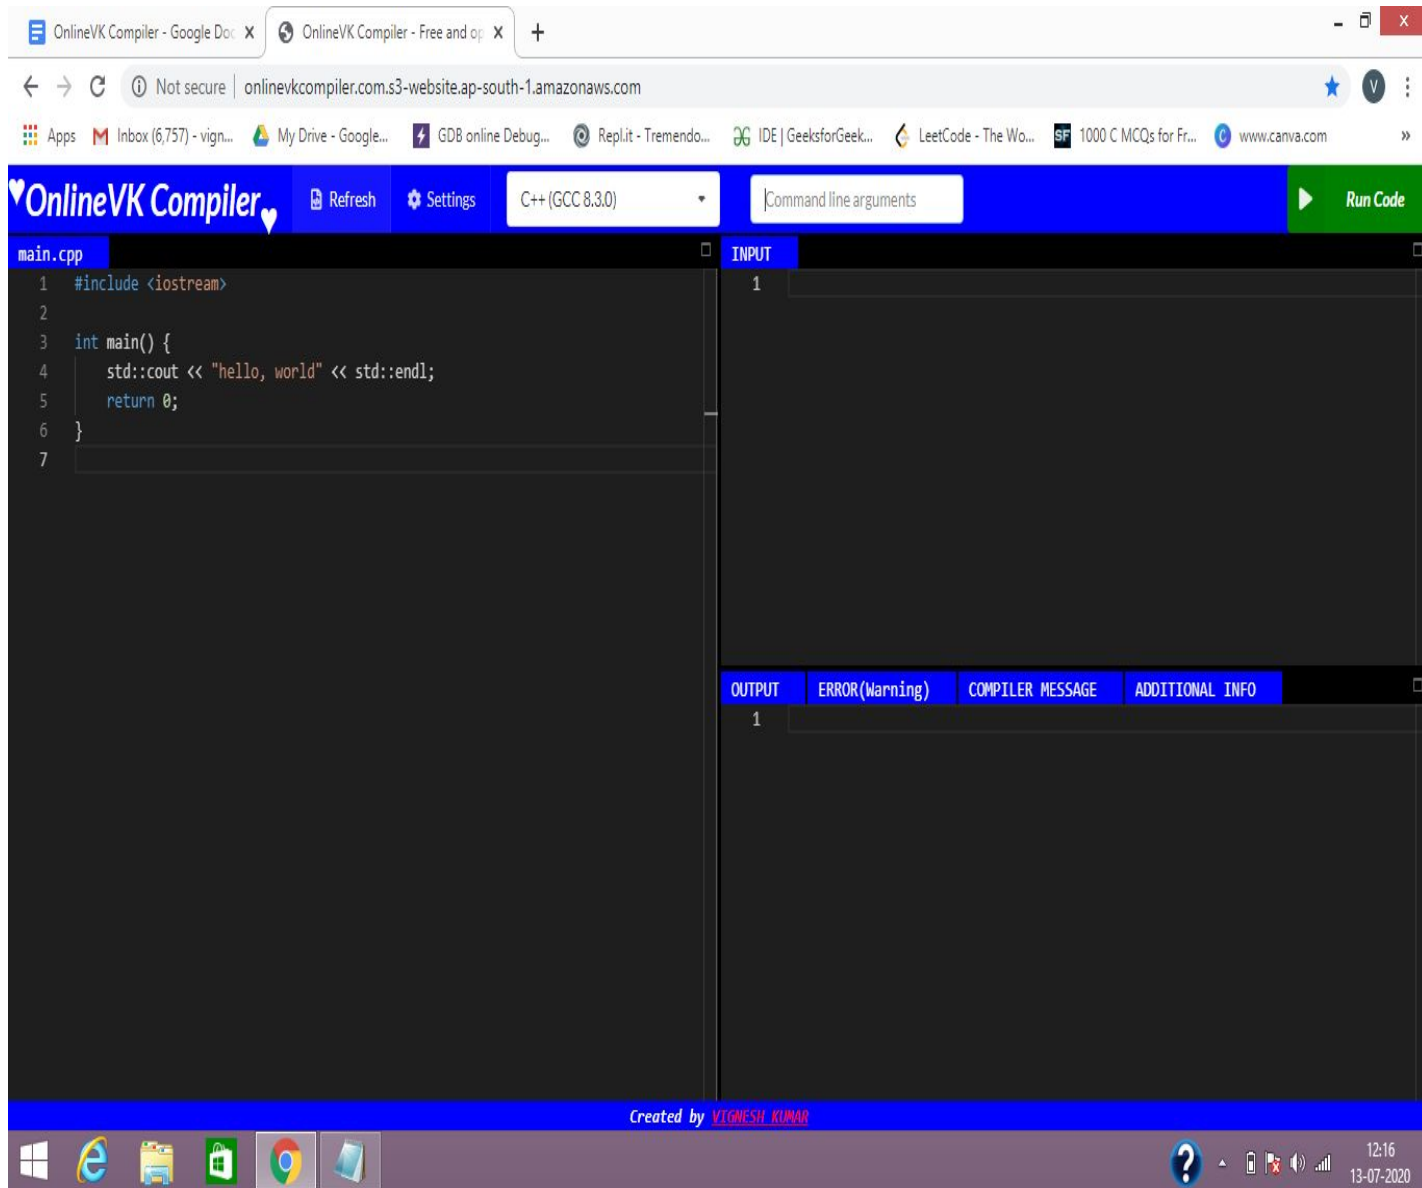 OnlineVK Compiler - Google Doc
OnlineVK Compiler - Free and op
Not secure | onlinevkcompiler.com.s3-website.ap-south-1.amazonaws.com
V
Apps Inbox (6,757) - vign... My Drive - Google... GDB online Debug... Repl.it - Tremendo... IDE | GeeksforGeek... LeetCode - The Wo... SF 1000 C MCQs for Fr... www.canva.com »
OnlineVK Compiler Refresh Settings C++ (GCC 8.3.0) Command line arguments Run Code
main.cpp
1 #include <iostream>
2
3 int main() {
4 std::cout << "hello, world" << std::endl;
5 return 0;
6 }
7
INPUT
1
OUTPUT ERROR(Warning) COMPILER MESSAGE ADDITIONAL INFO
1
Created by VIGNESH KUMAR
12:16
13-07-2020